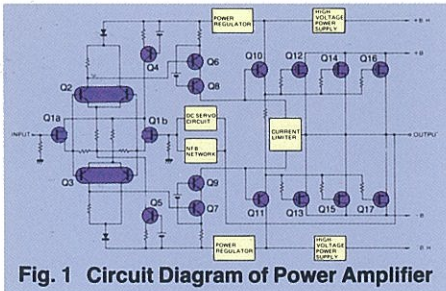 POWER REGULATOR
HIGH VOLTAGE POWER SUPPLY
+B H
+B
Q4
Q6
Q10
Q12
Q14
Q16
Q2
Q8
Q1a
Q1b
DC SERVO CIRCUIT
INPUT
NFB NETWORK
CURRENT LIMITER
OUTPUT
Q3
Q9
Q5
Q7
Q11
Q13
Q15
Q17
-B
POWER REGULATOR
HIGH VOLTAGE POWER SUPPLY
-B H
Fig. 1 Circuit Diagram of Power Amplifier